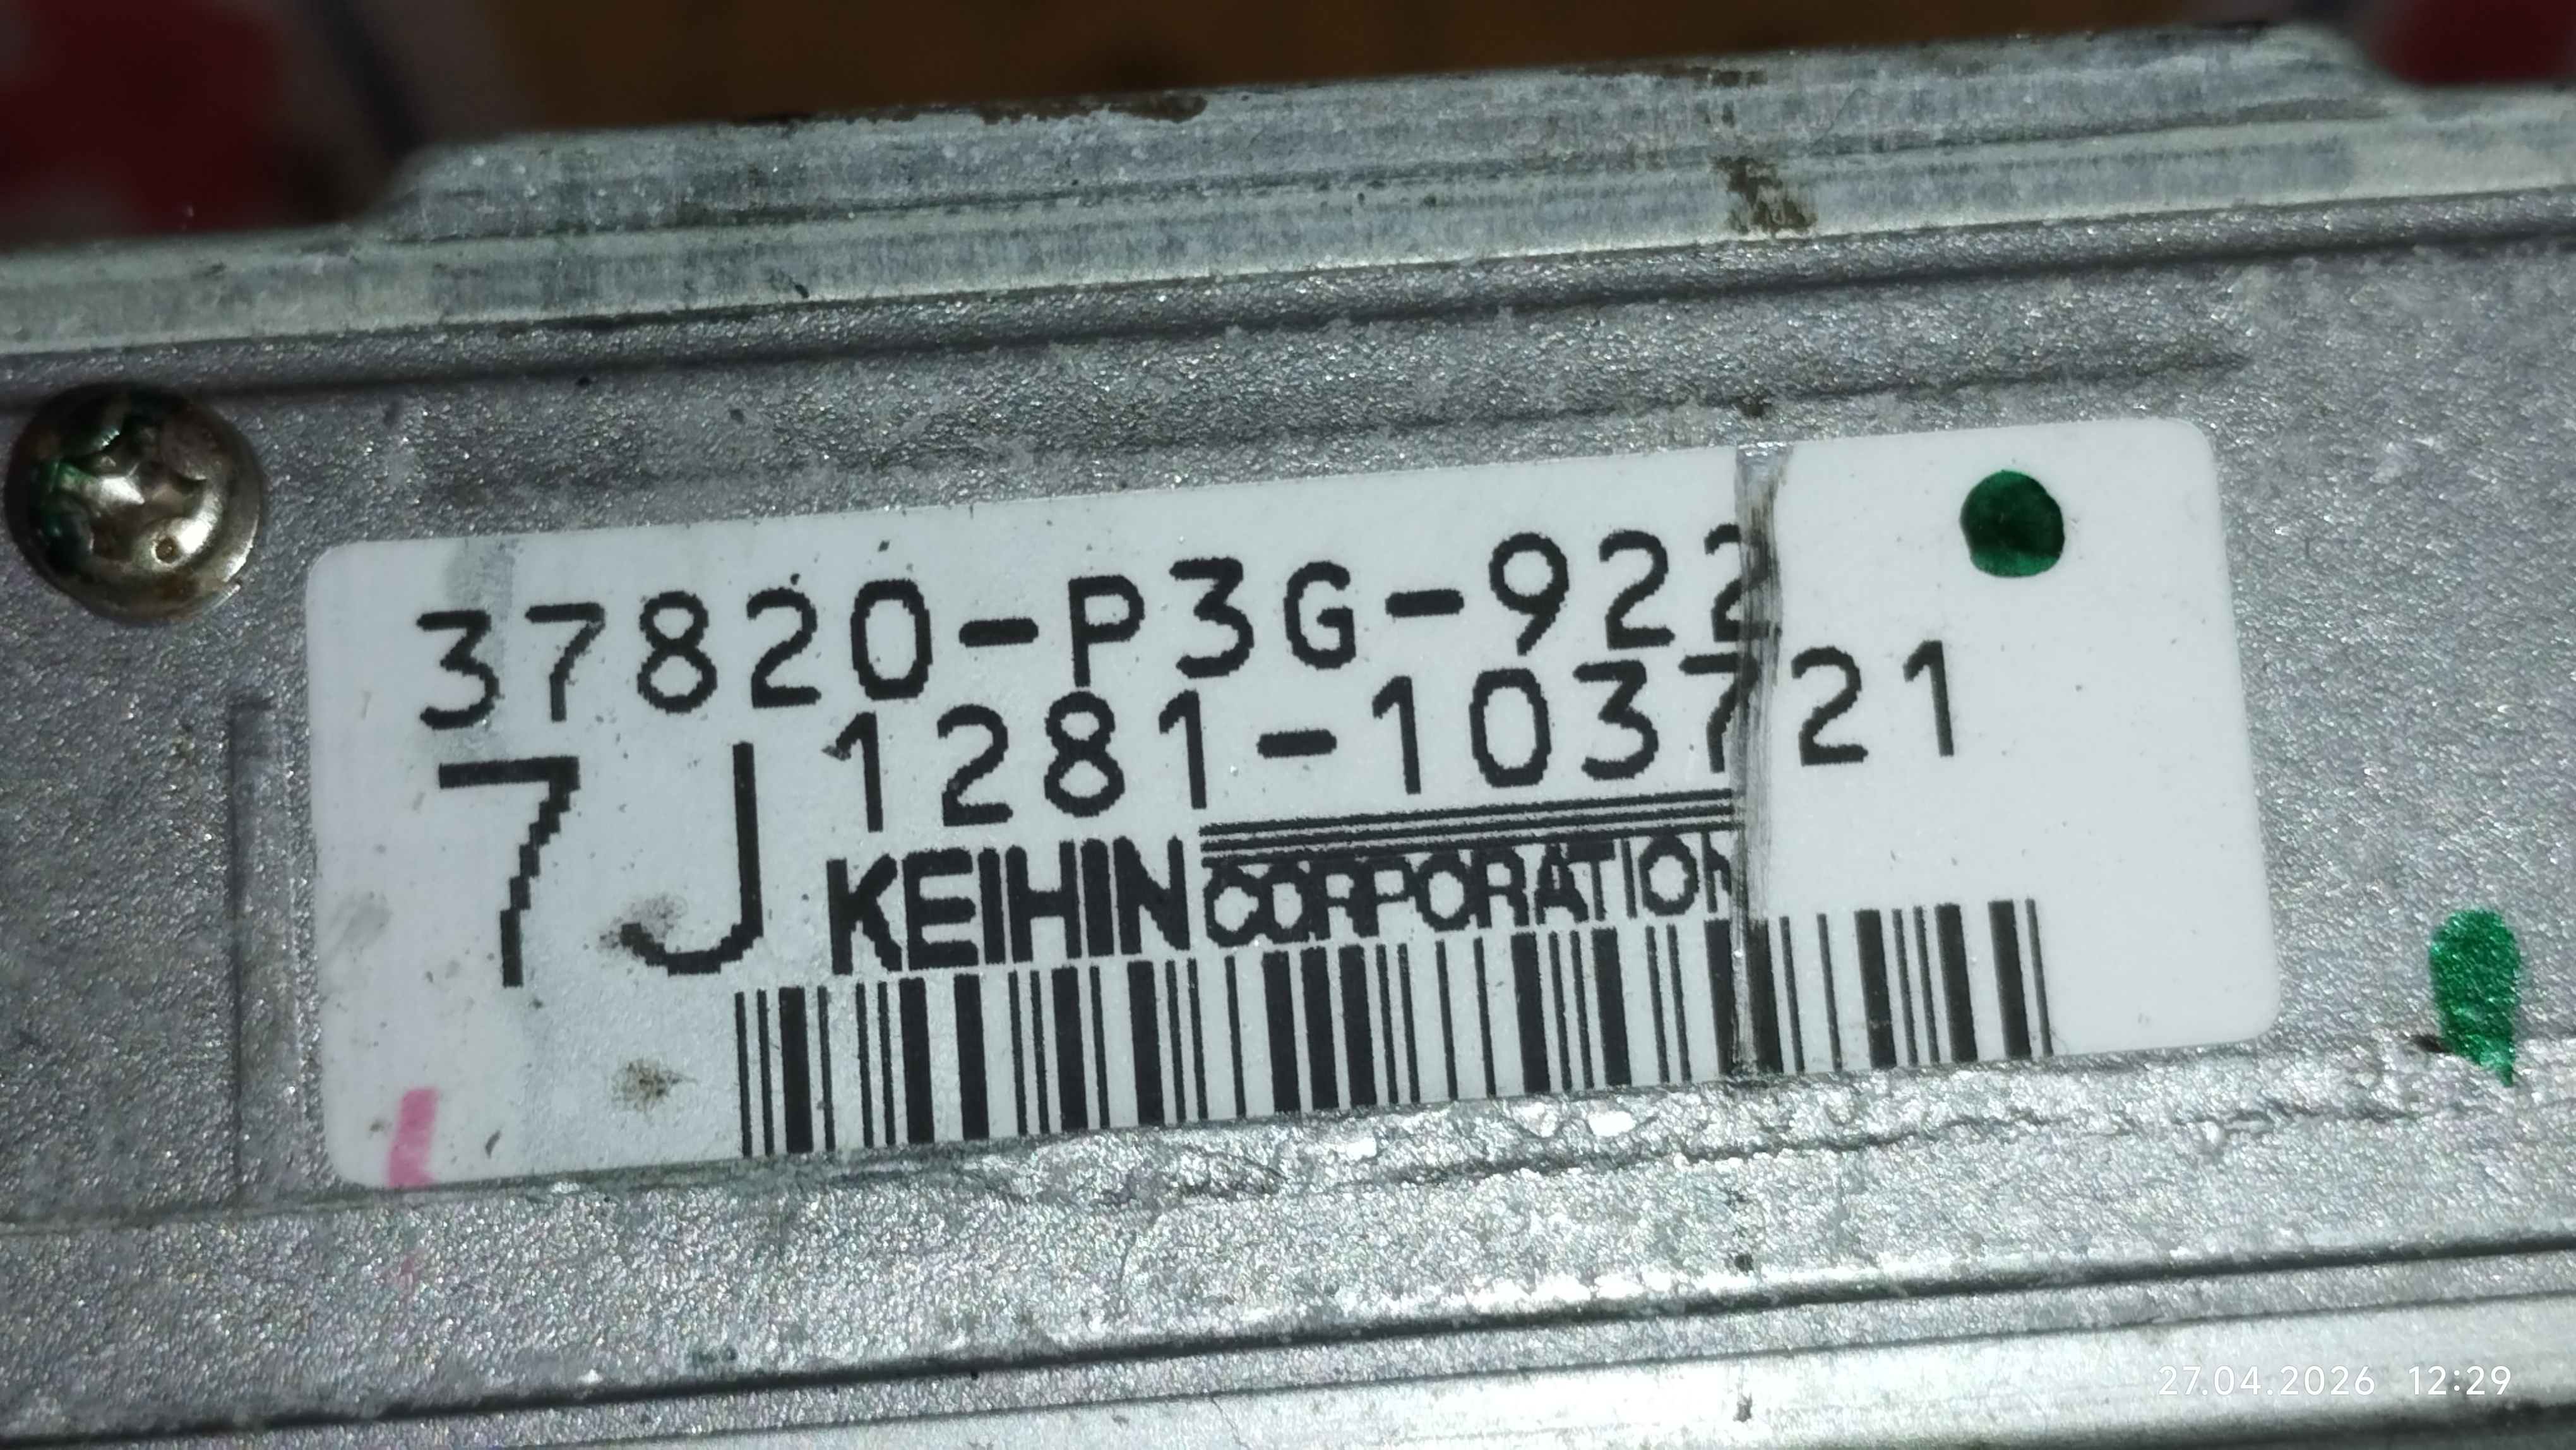 37820-P3G-922
7J 1281-103721
KEIHIN CORPORATION
27.04.2026 12:29